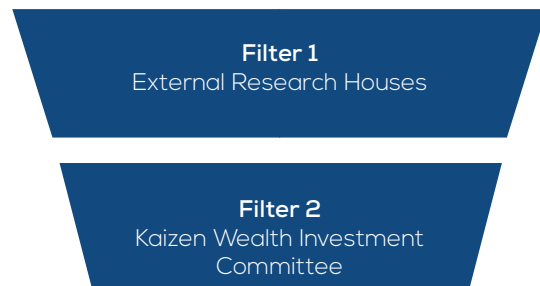 Filter 1
External Research Houses
Filter 2
Kaizen Wealth Investment
Committee